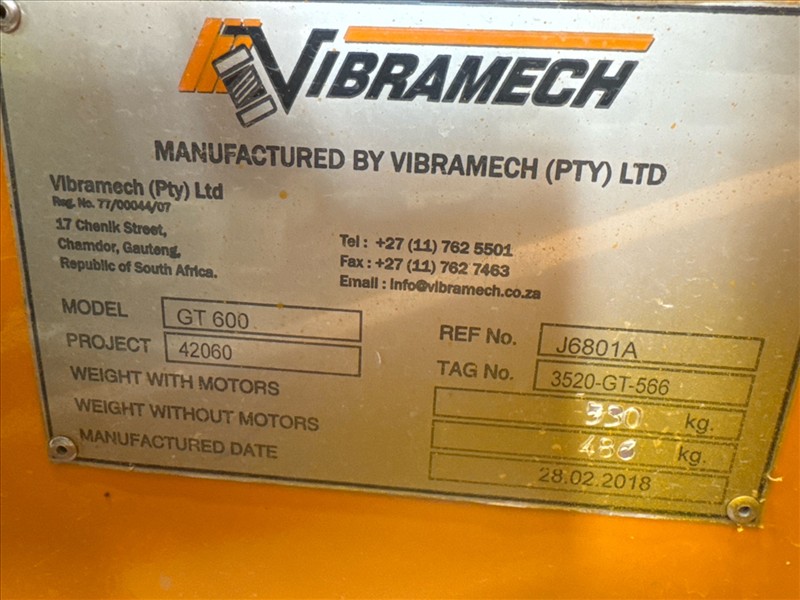 VIBRAMECH
MANUFACTURED BY VIBRAMECH (PTY) LTD
Vibramech (Pty) Ltd
Reg. No. 77/00044/07
17 Chenik Street,
Chamdor, Gauteng,
Republic of South Africa.
Tel : +27 (11) 762 5501
Fax : +27 (11) 762 7463
Email : info@vibramech.co.za
MODEL GT 600
PROJECT 42060
REF No. J6801A
TAG No. 3520-GT-566
WEIGHT WITH MOTORS 530 kg.
WEIGHT WITHOUT MOTORS kg.
MANUFACTURED DATE 28.02.2018